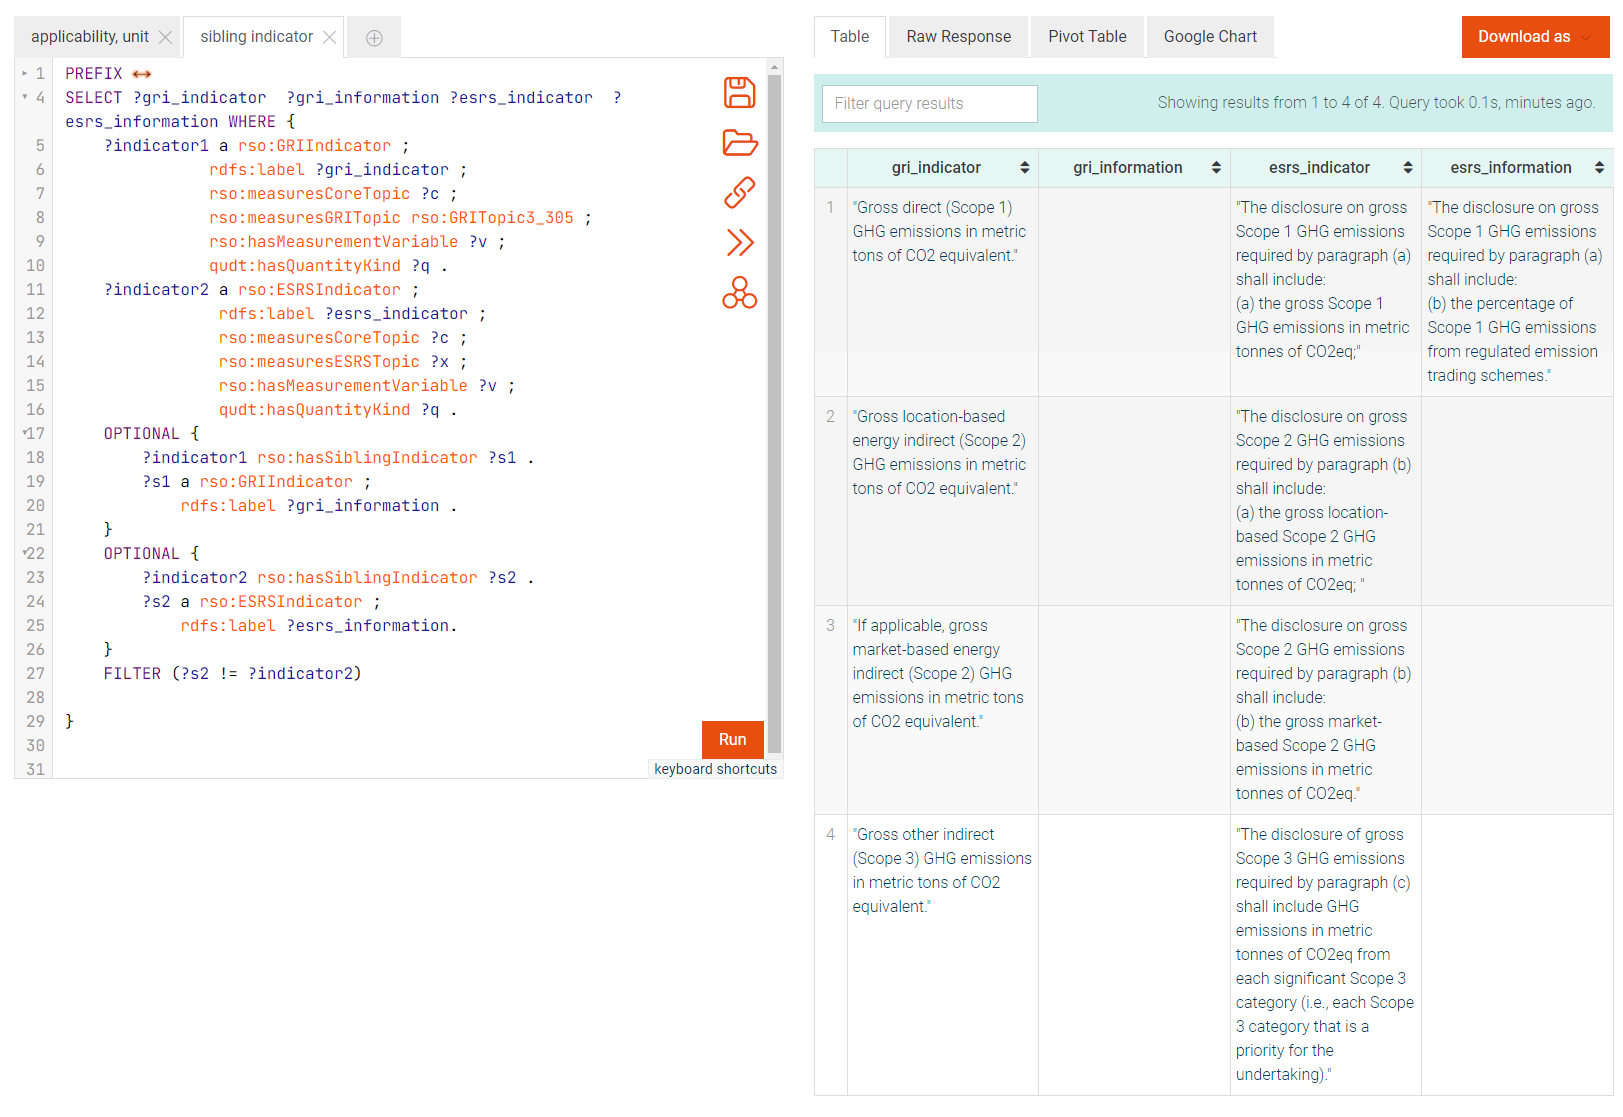 applicability, unit
sibling indicator
1 PREFIX
4 SELECT ?gri_indicator  ?gri_information ?esrs_indicator  ?
esrs_information WHERE {
5     ?indicator1 a rso:GRIIndicator ;
6                rdfs:label ?gri_indicator ;
7                rso:measuresCoreTopic ?c ;
8                rso:measuresGRITopic rso:GRITopic3_305 ;
9                rso:hasMeasurementVariable ?v ;
10                qudt:hasQuantityKind ?q .
11     ?indicator2 a rso:ESRSIndicator ;
12                 rdfs:label ?esrs_indicator ;
13                 rso:measuresCoreTopic ?c ;
14                 rso:measuresESRSTopic ?x ;
15                 rso:hasMeasurementVariable ?v ;
16                 qudt:hasQuantityKind ?q .
17     OPTIONAL {
18         ?indicator1 rso:hasSiblingIndicator ?s1 .
19         ?s1 a rso:GRIIndicator ;
20             rdfs:label ?gri_information .
21     }
22     OPTIONAL {
23         ?indicator2 rso:hasSiblingIndicator ?s2 .
24         ?s2 a rso:ESRSIndicator ;
25             rdfs:label ?esrs_information.
26     }
27     FILTER (?s2 != ?indicator2)
28
29 }
30
31
Run
keyboard shortcuts
Table
Raw Response
Pivot Table
Google Chart
Download as
Filter query results
Showing results from 1 to 4 of 4. Query took 0.1s, minutes ago.
gri_indicator
gri_information
esrs_indicator
esrs_information
1
"Gross direct (Scope 1)
GHG emissions in metric
tons of CO2 equivalent."
"The disclosure on gross
Scope 1 GHG emissions
required by paragraph (a)
shall include:
(a) the gross Scope 1
GHG emissions in metric
tonnes of CO2eq;"
"The disclosure on gross
Scope 1 GHG emissions
required by paragraph (a)
shall include:
(b) the percentage of
Scope 1 GHG emissions
from regulated emission
trading schemes."
2
"Gross location-based
energy indirect (Scope 2)
GHG emissions in metric
tons of CO2 equivalent."
"The disclosure on gross
Scope 2 GHG emissions
required by paragraph (b)
shall include:
(a) the gross location-
based Scope 2 GHG
emissions in metric
tonnes of CO2eq; "
3
"If applicable, gross
market-based energy
indirect (Scope 2) GHG
emissions in metric tons
of CO2 equivalent."
"The disclosure on gross
Scope 2 GHG emissions
required by paragraph (b)
shall include:
(b) the gross market-
based Scope 2 GHG
emissions in metric
tonnes of CO2eq."
4
"Gross other indirect
(Scope 3) GHG emissions
in metric tons of CO2
equivalent."
"The disclosure of gross
Scope 3 GHG emissions
required by paragraph (c)
shall include GHG
emissions in metric
tonnes of CO2eq from
each significant Scope 3
category (i.e., each Scope
3 category that is a
priority for the
undertaking)."